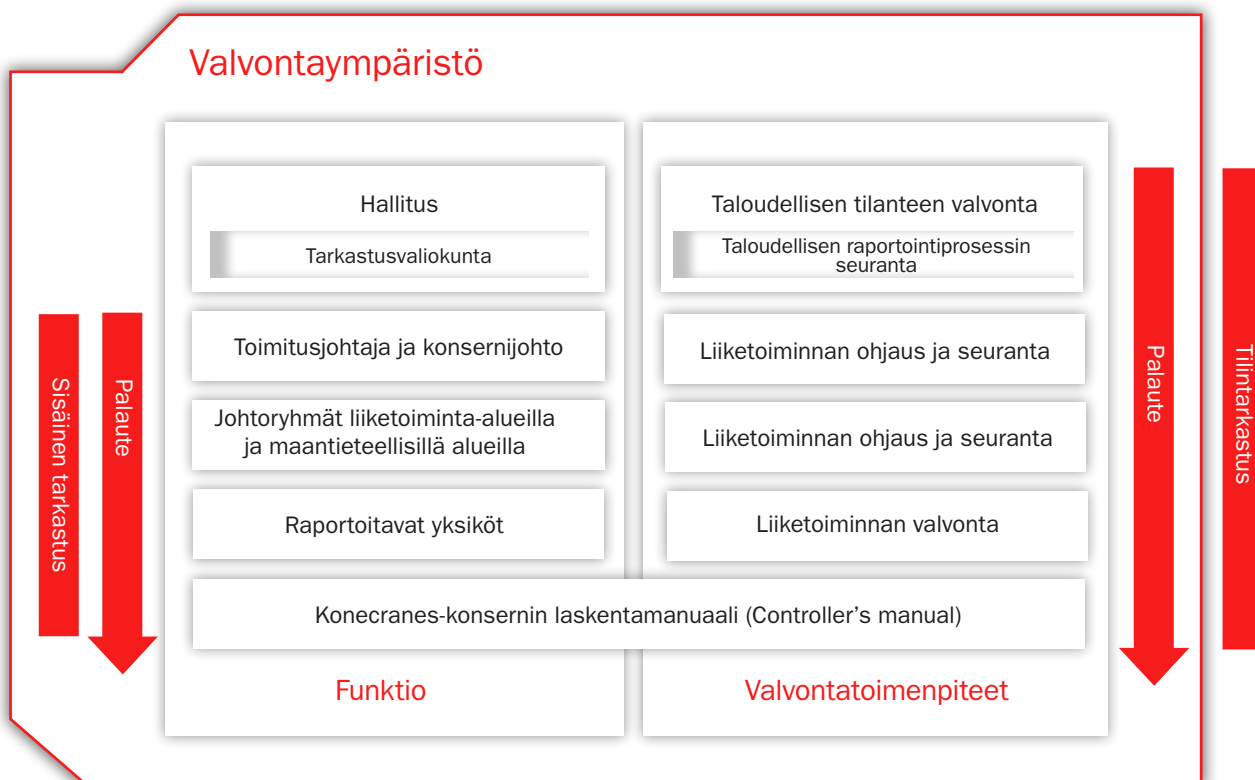 Valvontaympäristö
Hallitus
Tarkastusvaliokunta
Toimitusjohtaja ja konsernijohto
Johtoryhmät liiketoiminta-alueilla
ja maantieteellisillä alueilla
Raportoitavat yksiköt
Taloudellisen tilanteen valvonta
Taloudellisen raportointiprosessin
seuranta
Liiketoiminnan ohjaus ja seuranta
Liiketoiminnan ohjaus ja seuranta
Liiketoiminnan valvonta
Konecranes-konsernin laskentamanuaali (Controller's manual)
Funktio
Valvontatoimenpiteet
Sisäinen tarkastus
Palaute
Palaute
Tilintarkastus